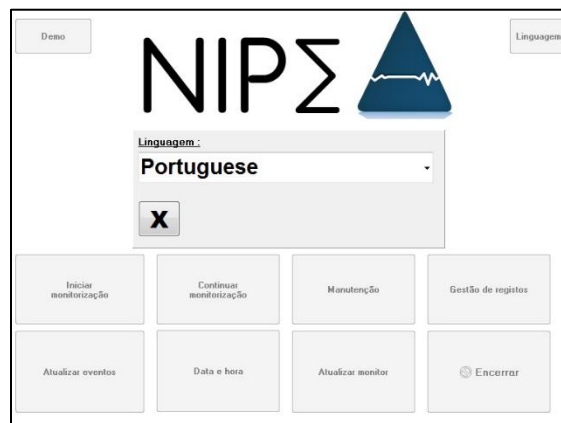 Demo
Linguagem
NIPΣ
Linguagem :
Portuguese
X
Iniciar
monitorização
Continuar
monitorização
Manutenção
Gestão de registos
Atualizar eventos
Data e hora
Atualizar monitor
Encerrar